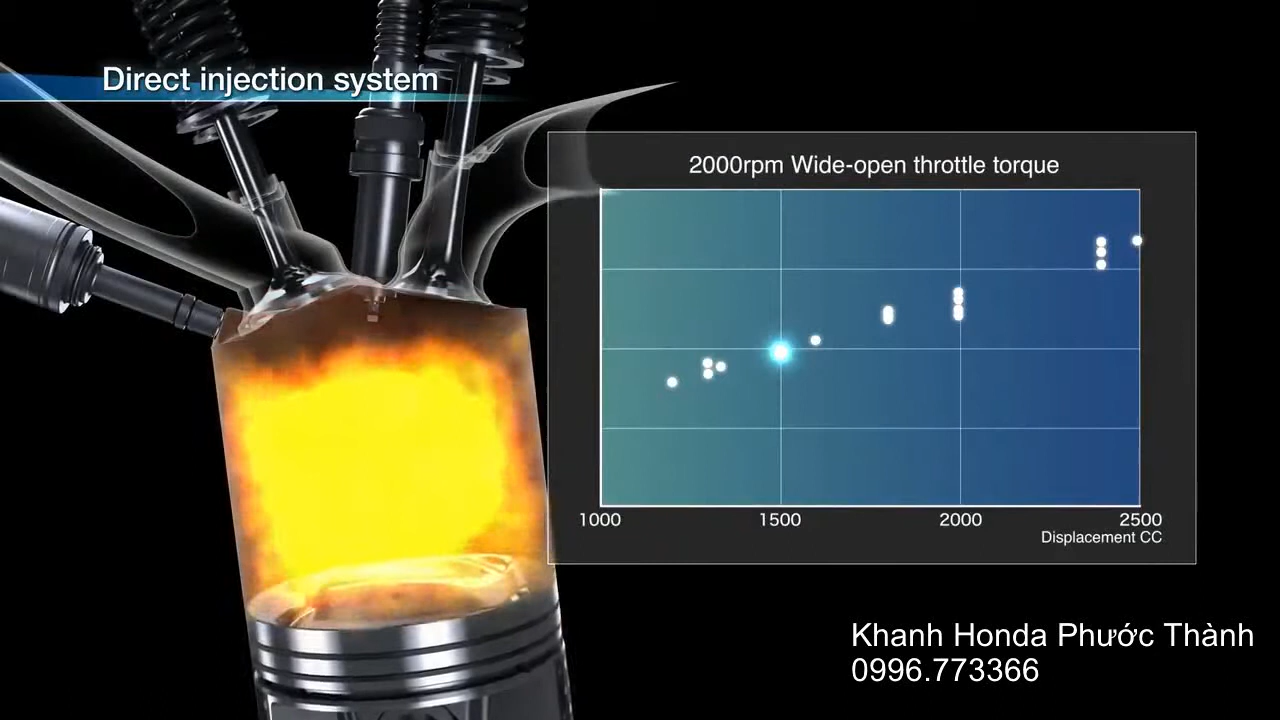 Direct injection system
2000rpm Wide-open throttle torque
1000 1500 2000 2500
Displacement CC
Khanh Honda Phước Thành
0996.773366